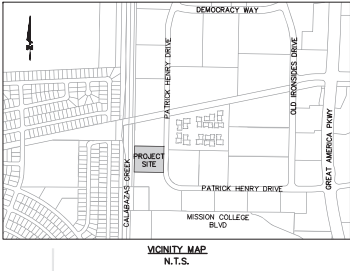 DEMOCRACY WAY
N
PATRICK HENRY DRIVE
OLD IRONSIDES DRIVE
GREAT AMERICA PKWY
PROJECT
SITE
CALABAZAS-CREEK
PATRICK HENRY DRIVE
MISSION COLLEGE
BLVD
VICINITY MAP
N.T.S.